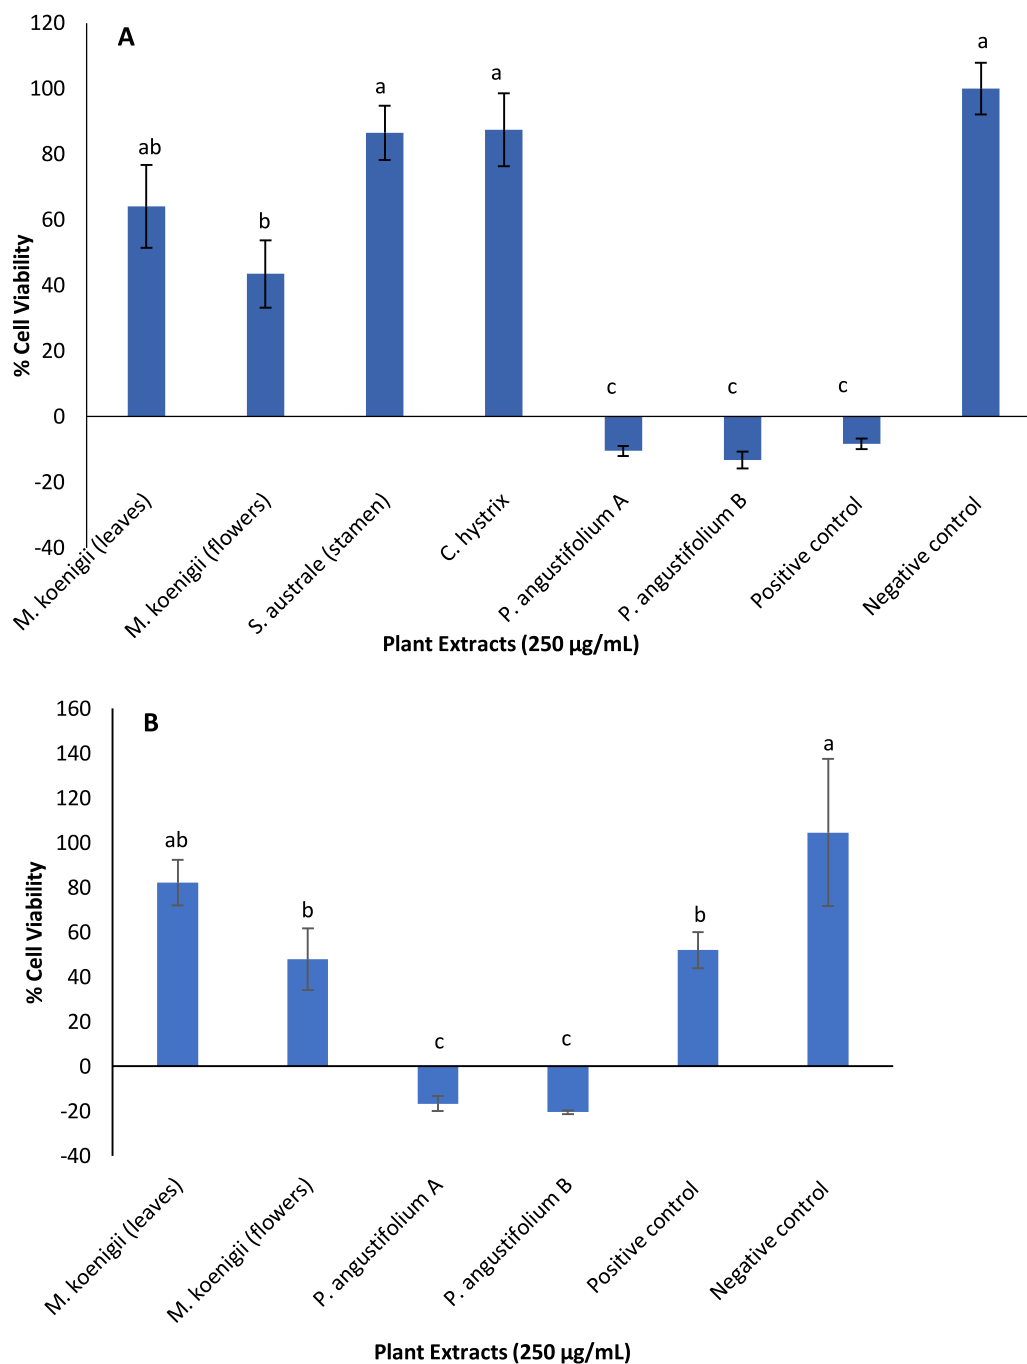 A
120
100
80
60
40
20
0
-20
-40
% Cell Viability
ab
b
a
a
c
c
c
a
M. koenigii (leaves)
M. koenigii (flowers)
S. australe (stamen)
C. hystrix
P. angustifolium A
P. angustifolium B
Positive control
Negative control
Plant Extracts (250 µg/mL)
B
160
140
120
100
80
60
40
20
0
-20
-40
% Cell Viability
ab
b
c
c
b
a
M. koenigii (leaves)
M. koenigii (flowers)
P. angustifolium A
P. angustifolium B
Positive control
Negative control
Plant Extracts (250 µg/mL)